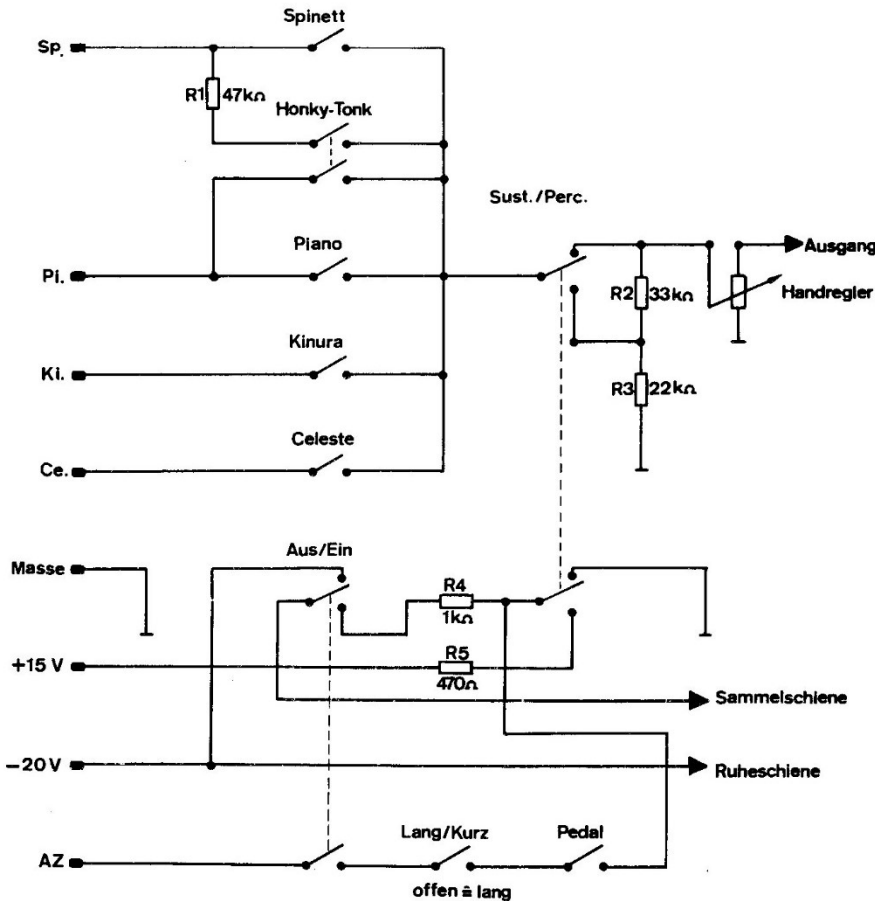 Spinett
Sp.
R1 47kΩ
Honky-Tonk
Sust./Perc.
Piano
Pi.
Ausgang
R2 33kΩ
Handregler
Kinura
Ki.
R3 22kΩ
Celeste
Ce.
Aus/Ein
Masse
R4
1kΩ
R5
+15 V
470Ω
Sammelschiene
−20 V
Ruheschiene
Lang/Kurz
Pedal
AZ
offen ≙ lang